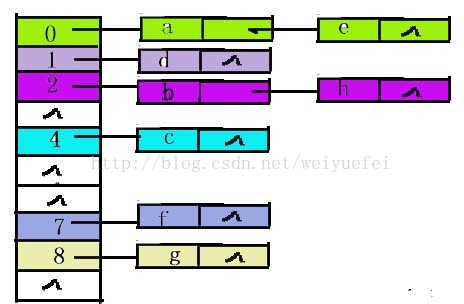 0 a e ^
1 d ^
2 b h ^
^
4 c ^
http://blog.csdn.net/weiyuefei
^
^
7 f ^
8 g ^
^